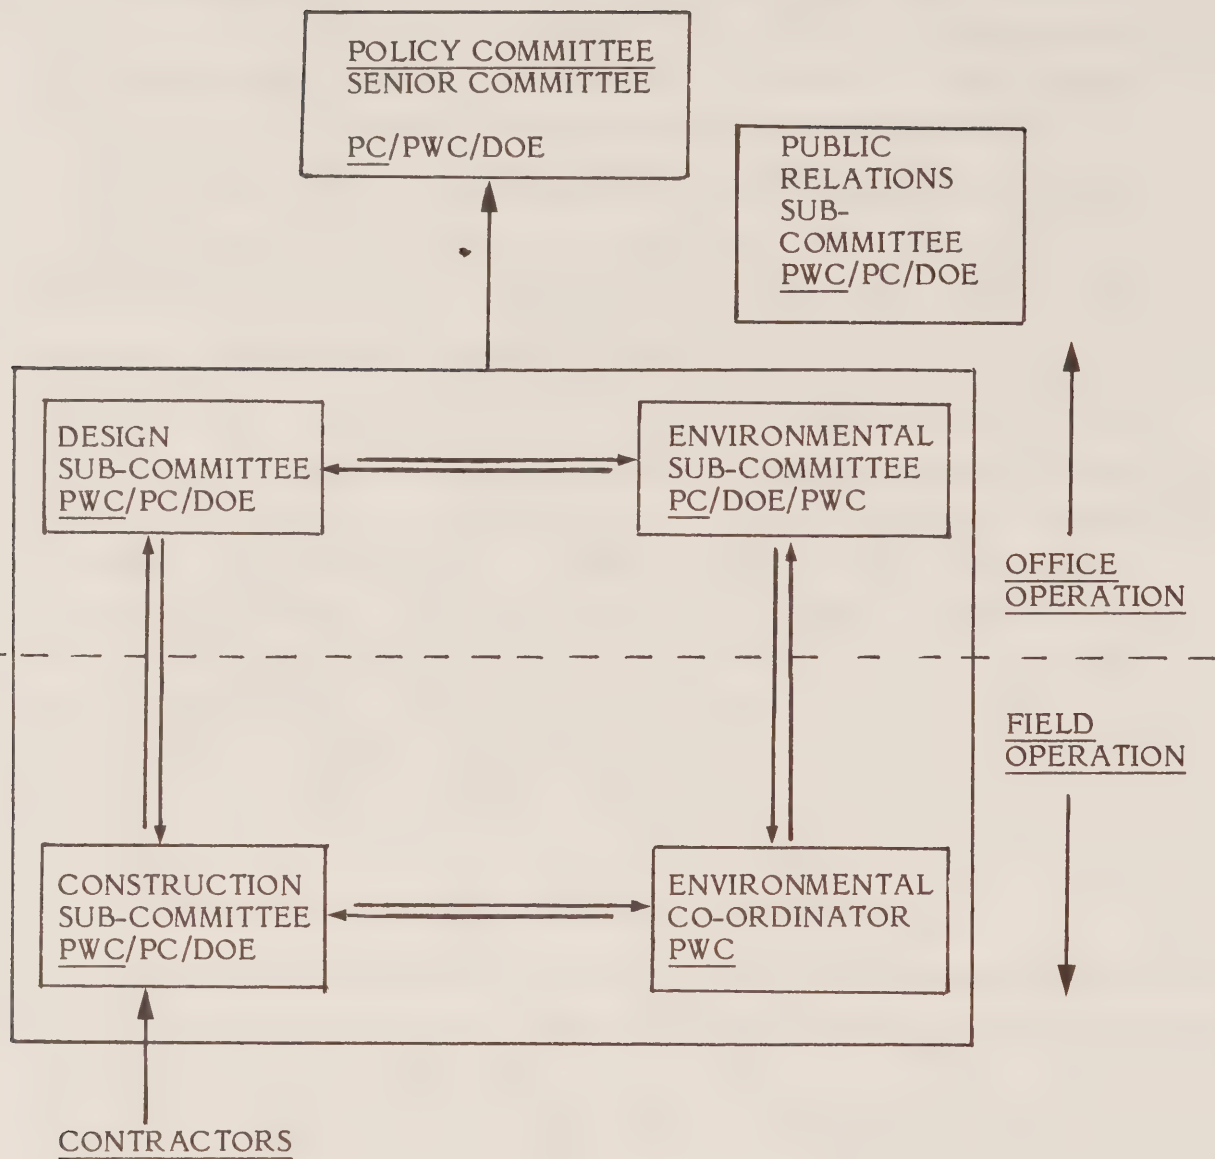 POLICY COMMITTEE
SENIOR COMMITTEE
PC/PWC/DOE
PUBLIC
RELATIONS
SUB-
COMMITTEE
PWC/PC/DOE
DESIGN
SUB-COMMITTEE
PWC/PC/DOE
ENVIRONMENTAL
SUB-COMMITTEE
PC/DOE/PWC
OFFICE
OPERATION
FIELD
OPERATION
CONSTRUCTION
SUB-COMMITTEE
PWC/PC/DOE
ENVIRONMENTAL
CO-ORDINATOR
PWC
CONTRACTORS